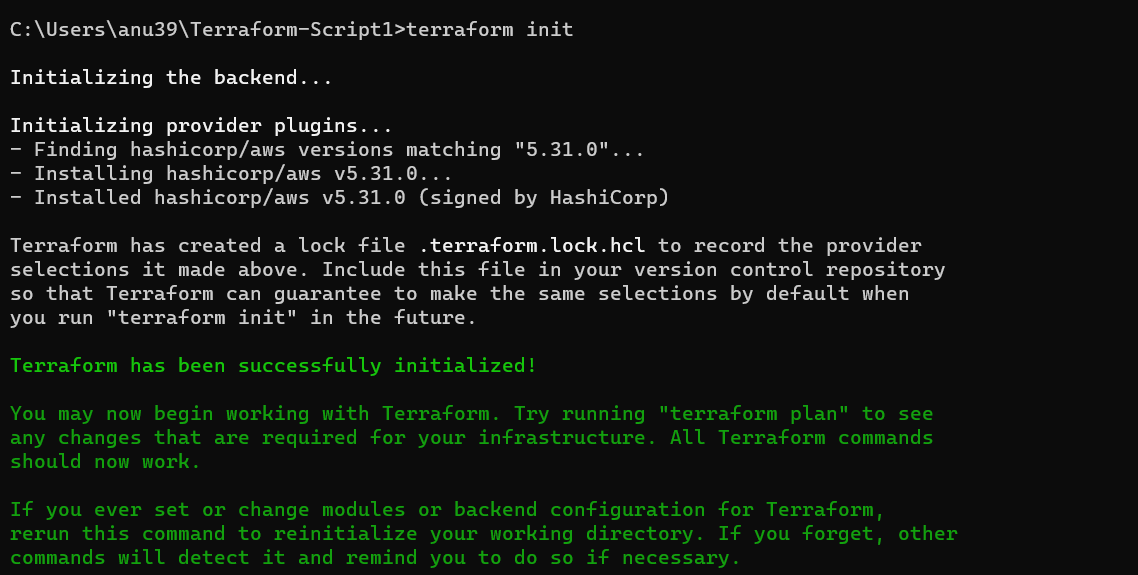 C:\Users\anu39\Terraform-Script1>terraform init
Initializing the backend...
Initializing provider plugins...
- Finding hashicorp/aws versions matching "5.31.0"...
- Installing hashicorp/aws v5.31.0...
- Installed hashicorp/aws v5.31.0 (signed by HashiCorp)
Terraform has created a lock file .terraform.lock.hcl to record the provider
selections it made above. Include this file in your version control repository
so that Terraform can guarantee to make the same selections by default when
you run "terraform init" in the future.
Terraform has been successfully initialized!
You may now begin working with Terraform. Try running "terraform plan" to see
any changes that are required for your infrastructure. All Terraform commands
should now work.
If you ever set or change modules or backend configuration for Terraform,
rerun this command to reinitialize your working directory. If you forget, other
commands will detect it and remind you to do so if necessary.